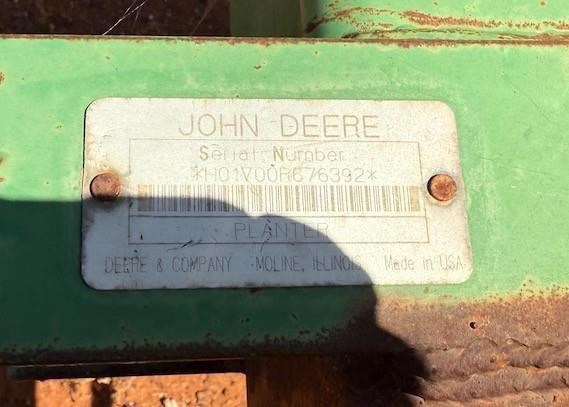 JOHN DEERE
Serial Number
*H01V00R676392*
PLANTER
DEERE & COMPANY MOLINE, ILLINOIS Made in USA